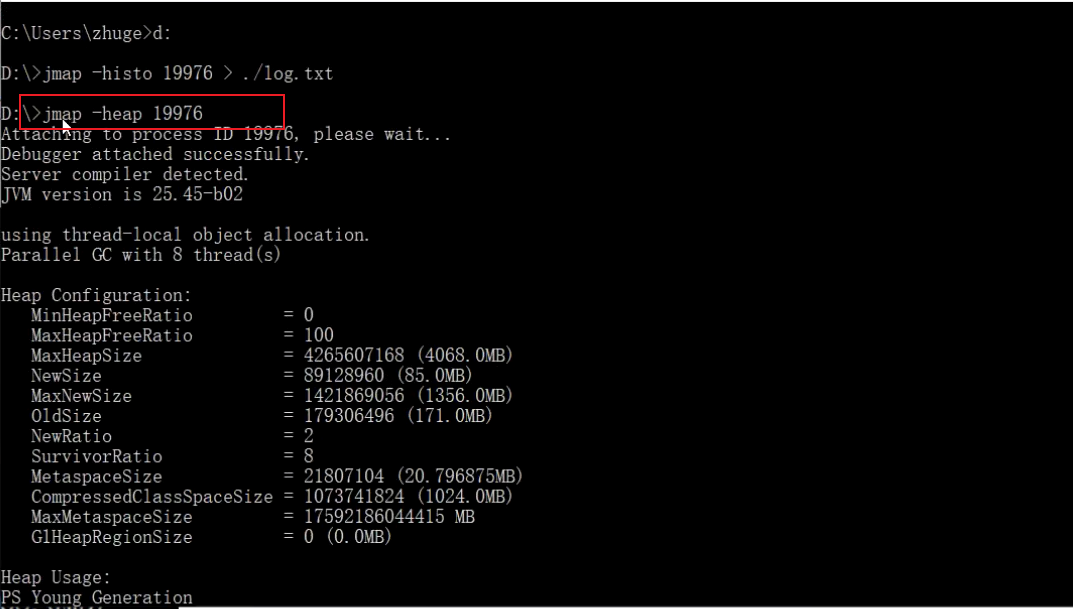 C:\Users\zhuge>d:
D:\>jmap -histo 19976 > ./log.txt
D:\>jmap -heap 19976
Attaching to process ID 19976, please wait...
Debugger attached successfully.
Server compiler detected.
JVM version is 25.45-b02
using thread-local object allocation.
Parallel GC with 8 thread(s)
Heap Configuration:
MinHeapFreeRatio = 0
MaxHeapFreeRatio = 100
MaxHeapSize = 4265607168 (4068.0MB)
NewSize = 89128960 (85.0MB)
MaxNewSize = 1421869056 (1356.0MB)
OldSize = 179306496 (171.0MB)
NewRatio = 2
SurvivorRatio = 8
MetaspaceSize = 21807104 (20.796875MB)
CompressedClassSpaceSize = 1073741824 (1024.0MB)
MaxMetaspaceSize = 17592186044415 MB
G1HeapRegionSize = 0 (0.0MB)
Heap Usage:
PS Young Generation